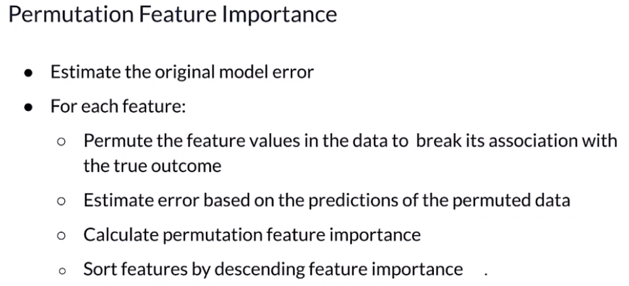 Permutation Feature Importance
● Estimate the original model error
● For each feature:
○ Permute the feature values in the data to break its association with
the true outcome
○ Estimate error based on the predictions of the permuted data
○ Calculate permutation feature importance
○ Sort features by descending feature importance .